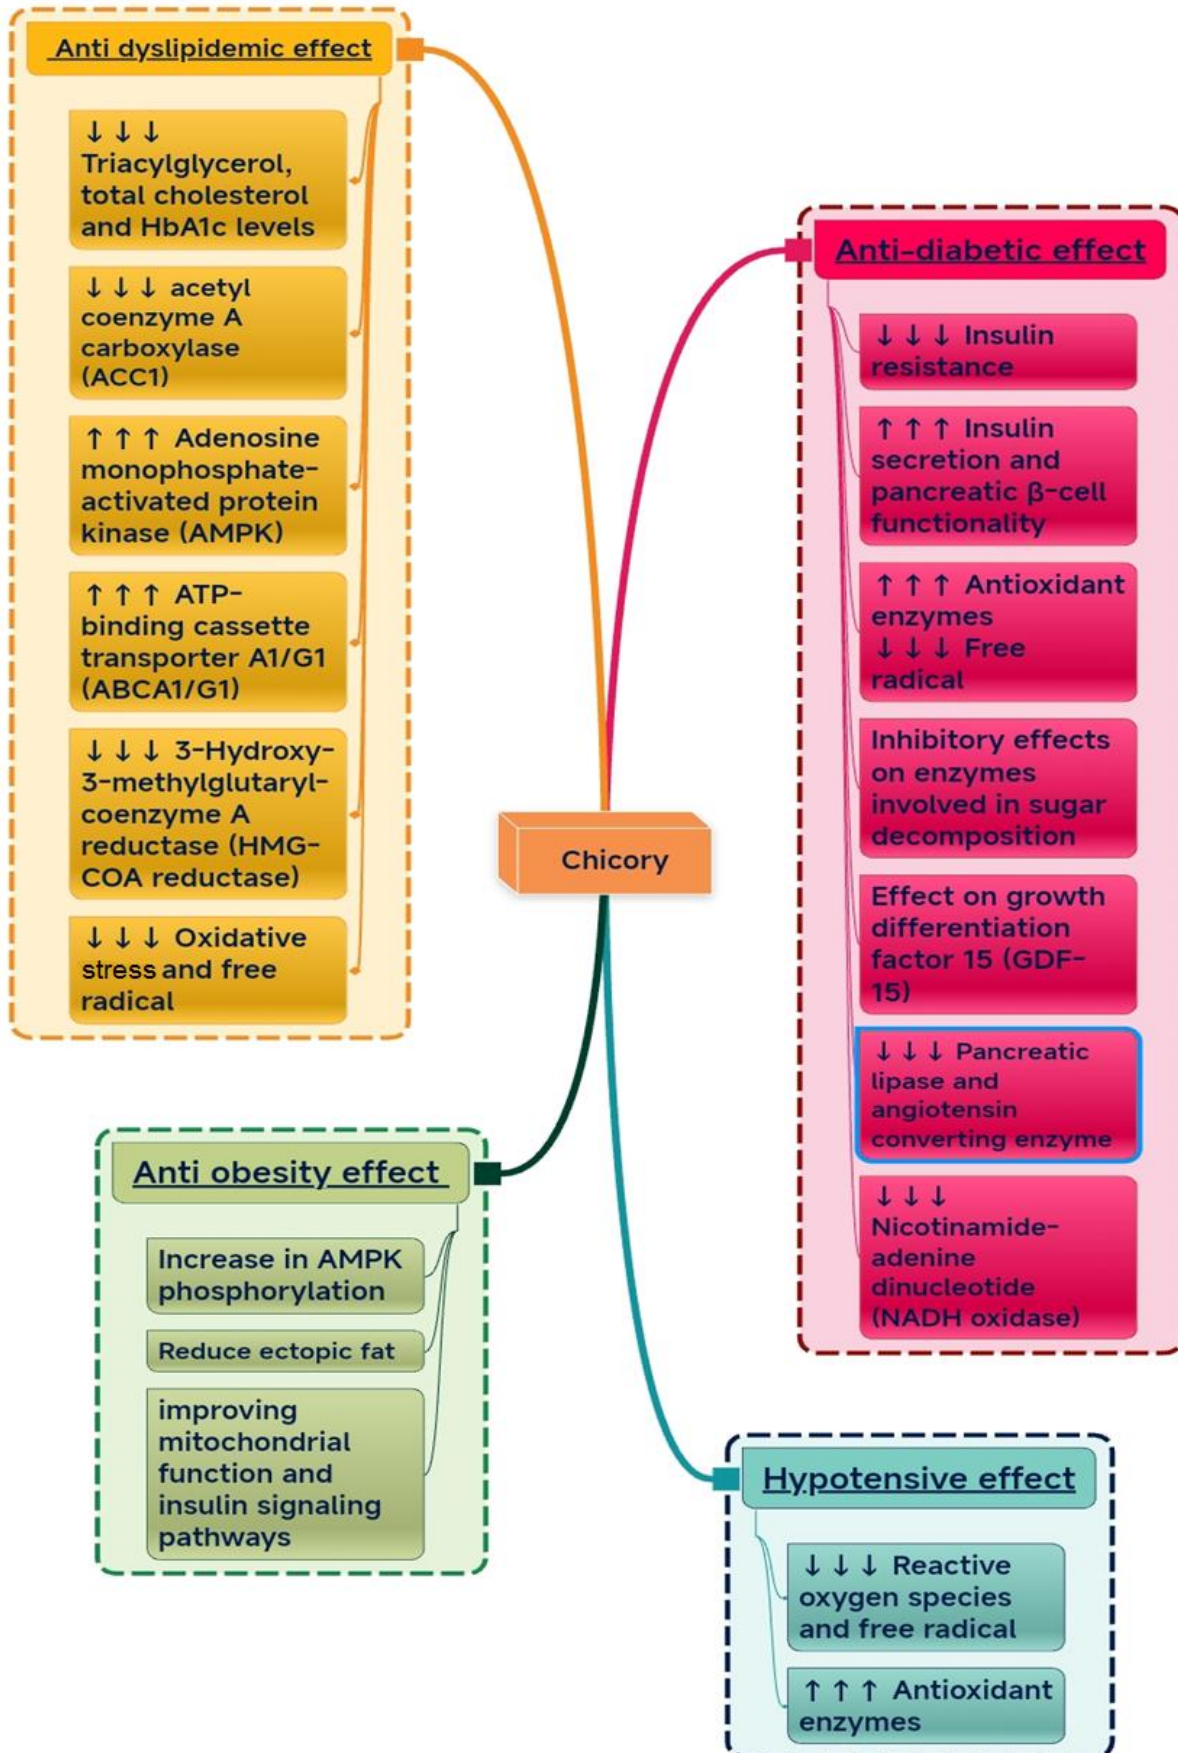 Anti dyslipidemic effect
↓ ↓ ↓
Triacylglycerol,
total cholesterol
and HbA1c levels
↓ ↓ ↓ acetyl
coenzyme A
carboxylase
(ACC1)
↑ ↑ ↑ Adenosine
monophosphate-
activated protein
kinase (AMPK)
↑ ↑ ↑ ATP-
binding cassette
transporter A1/G1
(ABCA1/G1)
↓ ↓ ↓ 3-Hydroxy-
3-methylglutaryl-
coenzyme A
reductase (HMG-
COA reductase)
↓ ↓ ↓ Oxidative
stress and free
radical
Anti-diabetic effect
↓ ↓ ↓ Insulin
resistance
↑ ↑ ↑ Insulin
secretion and
pancreatic β-cell
functionality
↑ ↑ ↑ Antioxidant
enzymes
↓ ↓ ↓ Free
radical
Inhibitory effects
on enzymes
involved in sugar
decomposition
Effect on growth
differentiation
factor 15 (GDF-
15)
↓ ↓ ↓ Pancreatic
lipase and
angiotensin
converting enzyme
↓ ↓ ↓
Nicotinamide-
adenine
dinucleotide
(NADH oxidase)
Chicory
Anti obesity effect
Increase in AMPK
phosphorylation
Reduce ectopic fat
improving
mitochondrial
function and
insulin signaling
pathways
Hypotensive effect
↓ ↓ ↓ Reactive
oxygen species
and free radical
↑ ↑ ↑ Antioxidant
enzymes